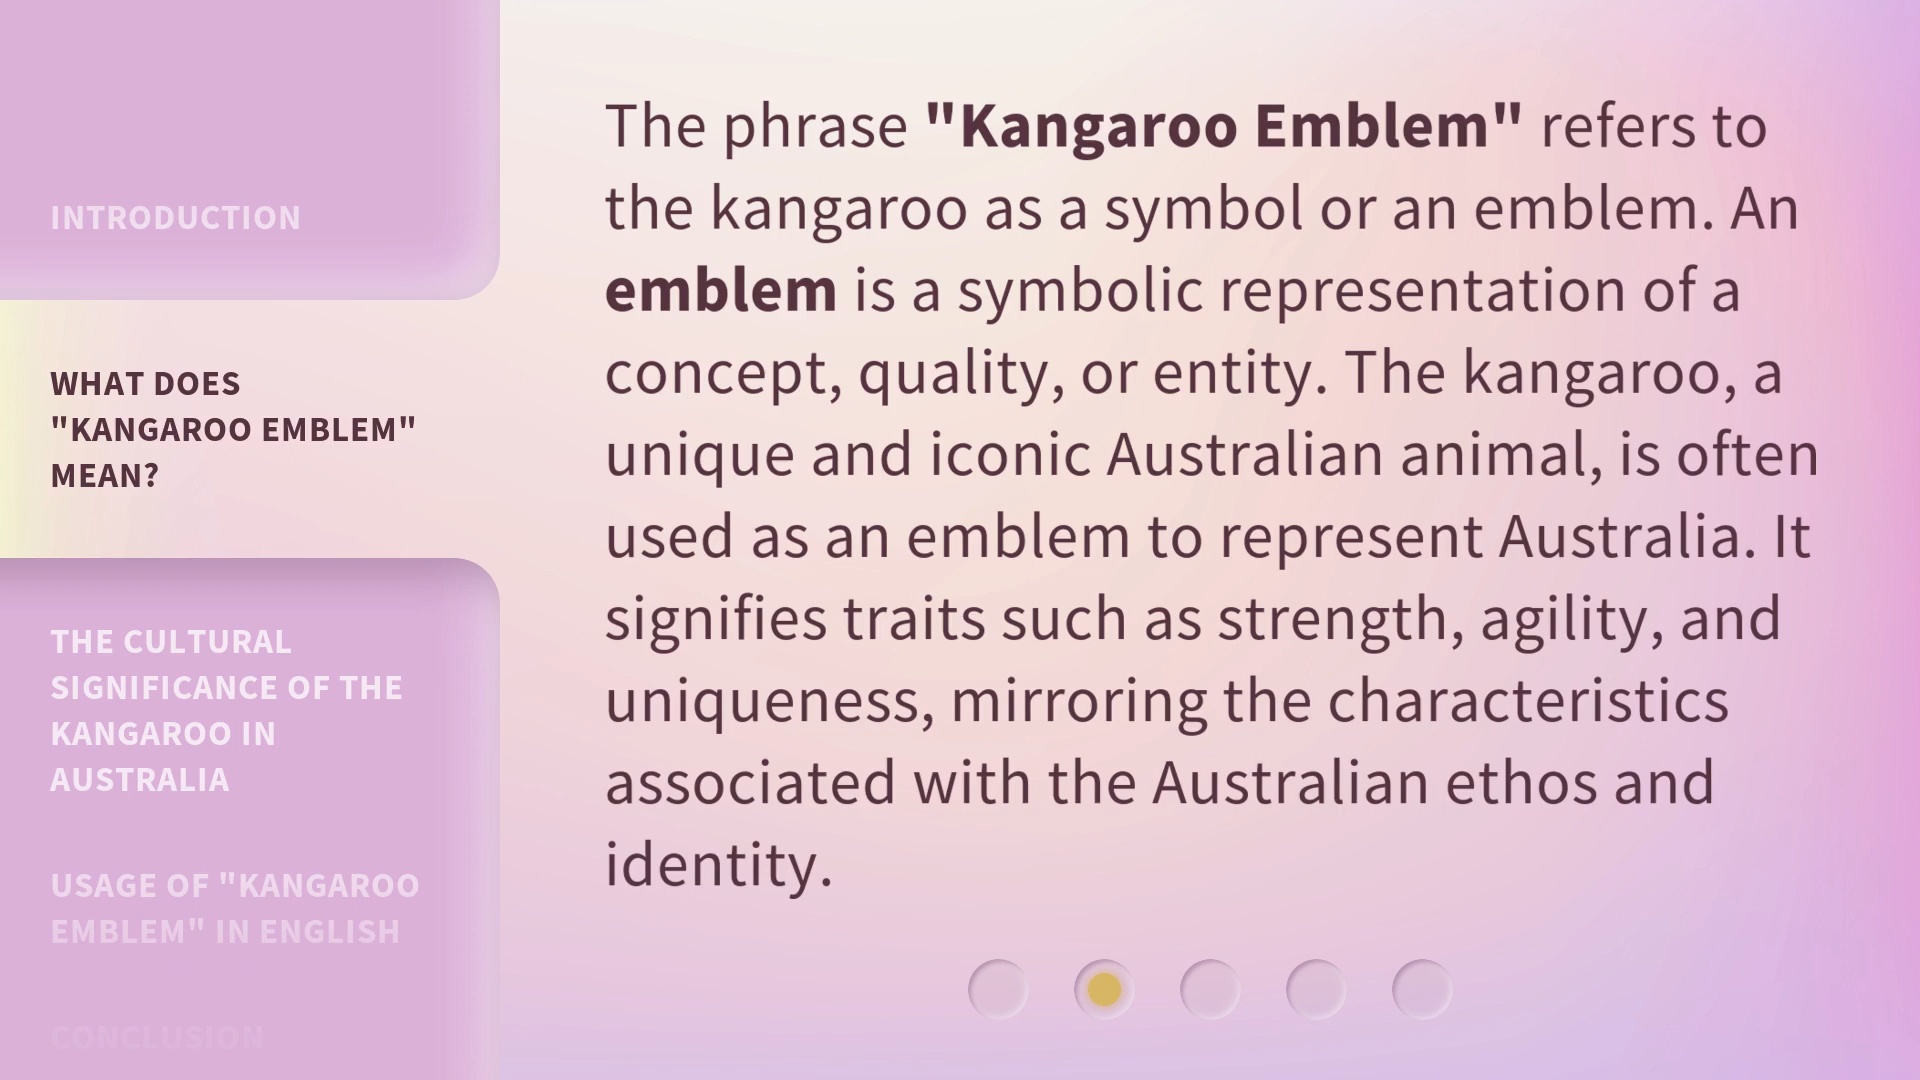 INTRODUCTION
WHAT DOES
"KANGAROO EMBLEM"
MEAN?
THE CULTURAL
SIGNIFICANCE OF THE
KANGAROO IN
AUSTRALIA
USAGE OF "KANGAROO
EMBLEM" IN ENGLISH
CONCLUSION
The phrase "Kangaroo Emblem" refers to
the kangaroo as a symbol or an emblem. An
emblem is a symbolic representation of a
concept, quality, or entity. The kangaroo, a
unique and iconic Australian animal, is often
used as an emblem to represent Australia. It
signifies traits such as strength, agility, and
uniqueness, mirroring the characteristics
associated with the Australian ethos and
identity.